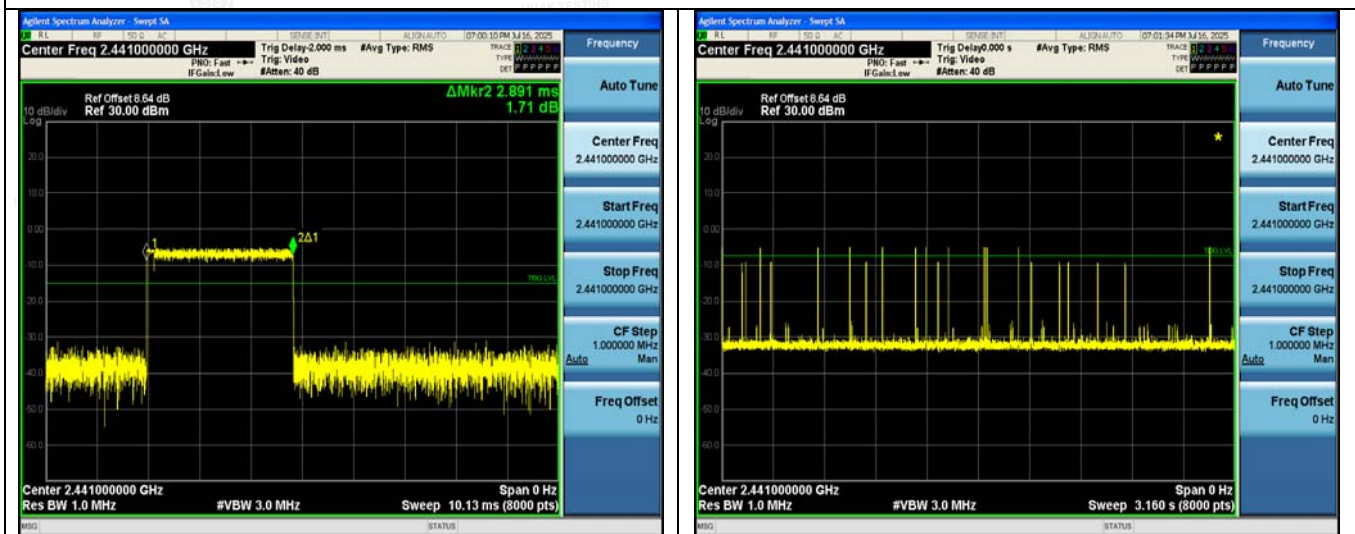 Agilent Spectrum Analyzer - Swept SA
RL RF 50 Ω AC SENSE:INT ALIGN AUTO 07:00:10 PM Jul 16, 2025
Center Freq 2.441000000 GHz
PNO: Fast
IFGain:Low
Trig Delay-2.000 ms
Trig: Video
#Atten: 40 dB
#Avg Type: RMS
TRACE 1 2 3 4 5 6
TYPE
DET P P P P P P
Frequency
Auto Tune
ΔMkr2 2.891 ms
1.71 dB
Ref Offset 8.64 dB
10 dB/div Ref 30.00 dBm
Log
20.0
10.0
0.00
-10.0
-20.0
-30.0
-40.0
-50.0
-60.0
1
2Δ1
TRIG LVL
Center Freq
2.441000000 GHz
Start Freq
2.441000000 GHz
Stop Freq
2.441000000 GHz
CF Step
1.000000 MHz
Auto Man
Freq Offset
0 Hz
Center 2.441000000 GHz Span 0 Hz
Res BW 1.0 MHz #VBW 3.0 MHz Sweep 10.13 ms (8000 pts)
MSG STATUS
Agilent Spectrum Analyzer - Swept SA
RL RF 50 Ω AC SENSE:INT ALIGN AUTO 07:01:34 PM Jul 16, 2025
Center Freq 2.441000000 GHz
PNO: Fast
IFGain:Low
Trig Delay0.000 s
Trig: Video
#Atten: 40 dB
#Avg Type: RMS
TRACE 1 2 3 4 5 6
TYPE
DET P P P P P P
Frequency
Auto Tune
Ref Offset 8.64 dB
10 dB/div Ref 30.00 dBm
Log
*
20.0
10.0
0.00
-10.0
-20.0
-30.0
-40.0
-50.0
-60.0
TRIG LVL
Center Freq
2.441000000 GHz
Start Freq
2.441000000 GHz
Stop Freq
2.441000000 GHz
CF Step
1.000000 MHz
Auto Man
Freq Offset
0 Hz
Center 2.441000000 GHz Span 0 Hz
Res BW 1.0 MHz #VBW 3.0 MHz Sweep 3.160 s (8000 pts)
MSG STATUS